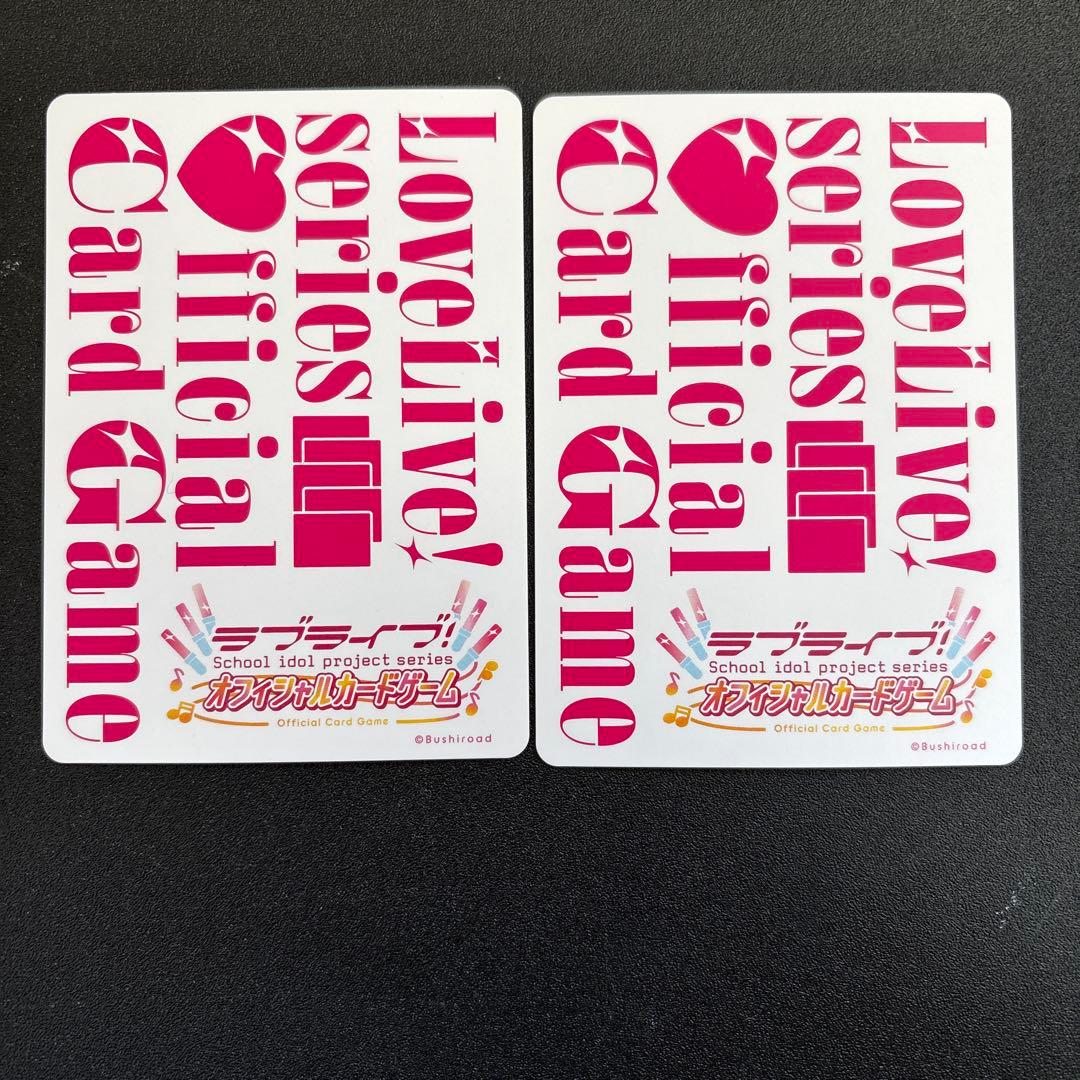 LoveLive!
series
♥fficial
Card Game
ラブライブ!
School idol project series
オフィシャルカードゲーム
Official Card Game
©Bushiroad
LoveLive!
series
♥fficial
Card Game
ラブライブ!
School idol project series
オフィシャルカードゲーム
Official Card Game
©Bushiroad